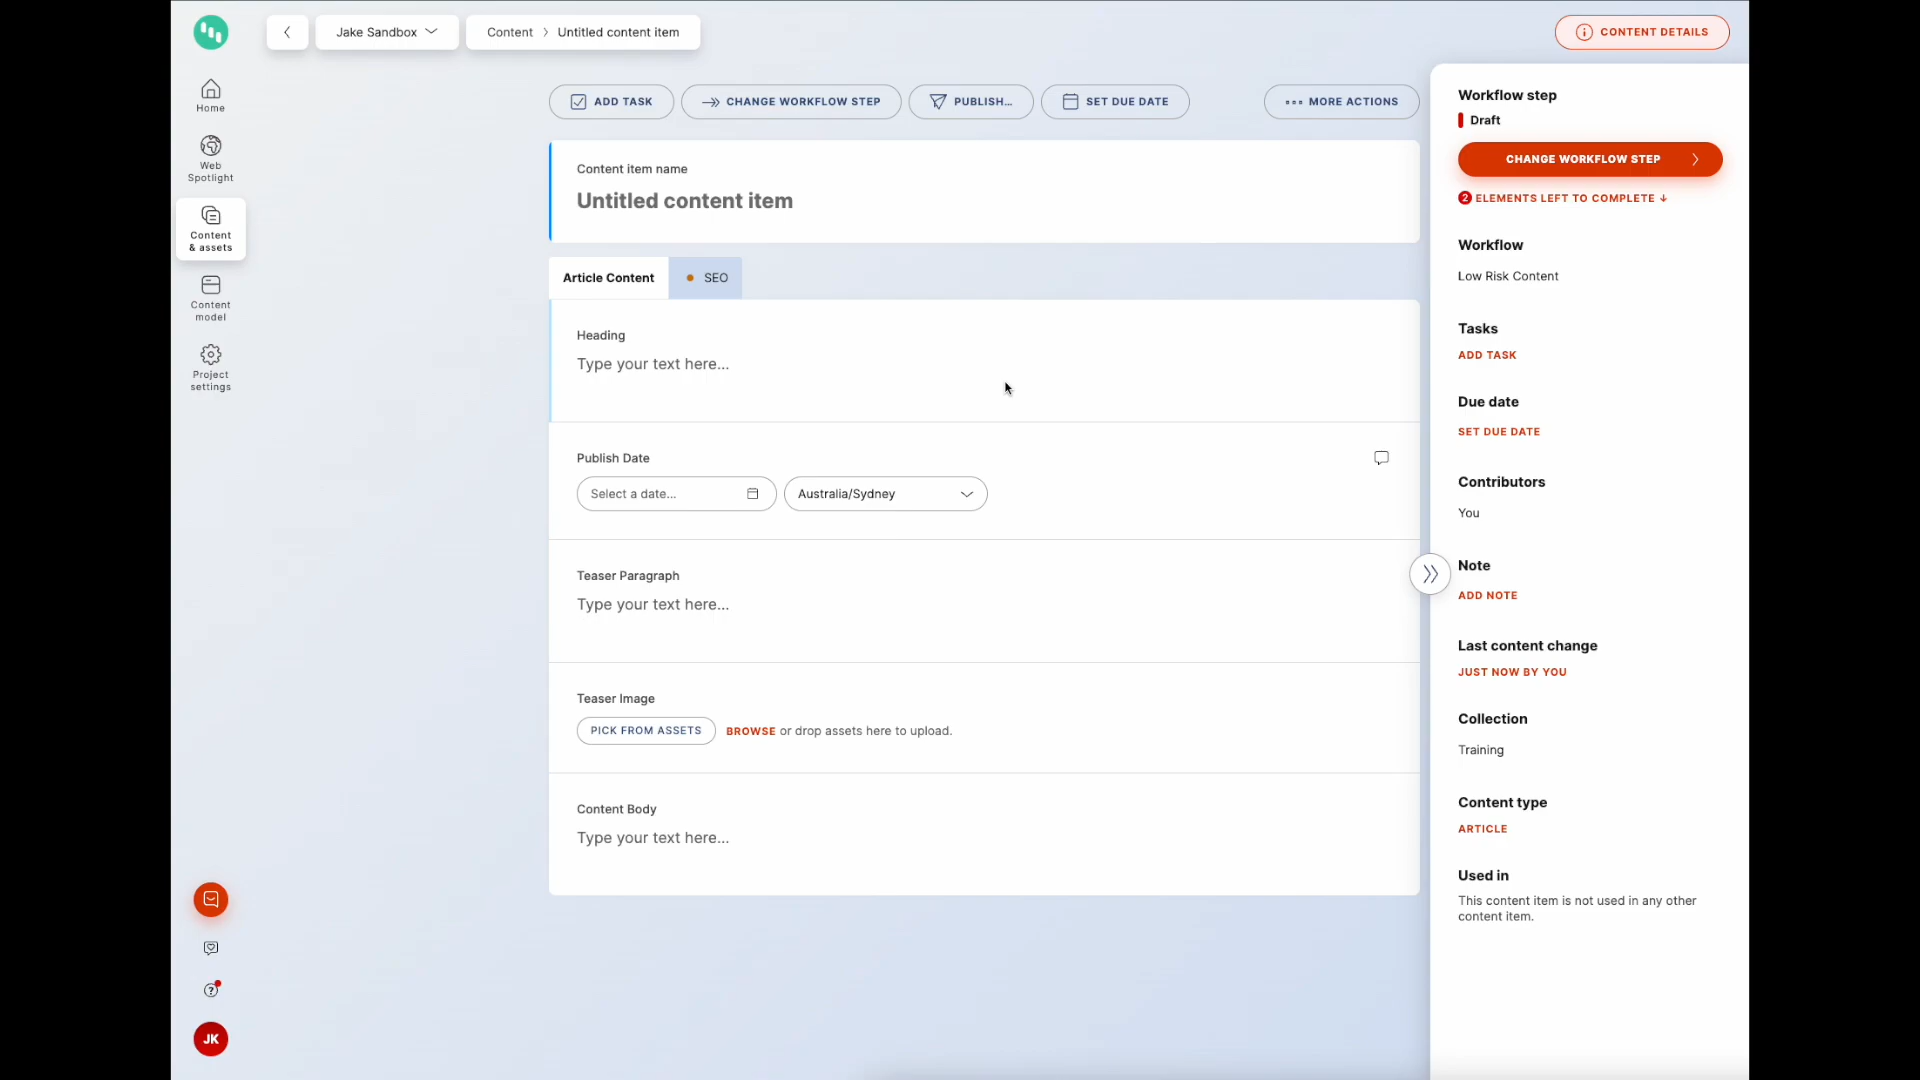 Jake Sandbox
Content > Untitled content item
CONTENT DETAILS
Home
Web
Spotlight
Content
& assets
Content
model
Project
settings
JK
ADD TASK
CHANGE WORKFLOW STEP
PUBLISH...
SET DUE DATE
MORE ACTIONS
Content item name
Untitled content item
Article Content
SEO
Heading
Type your text here...
Publish Date
Select a date...
Australia/Sydney
Teaser Paragraph
Type your text here...
Teaser Image
PICK FROM ASSETS
BROWSE or drop assets here to upload.
Content Body
Type your text here...
Workflow step
Draft
CHANGE WORKFLOW STEP
2 ELEMENTS LEFT TO COMPLETE ↓
Workflow
Low Risk Content
Tasks
ADD TASK
Due date
SET DUE DATE
Contributors
You
Note
ADD NOTE
Last content change
JUST NOW BY YOU
Collection
Training
Content type
ARTICLE
Used in
This content item is not used in any other
content item.